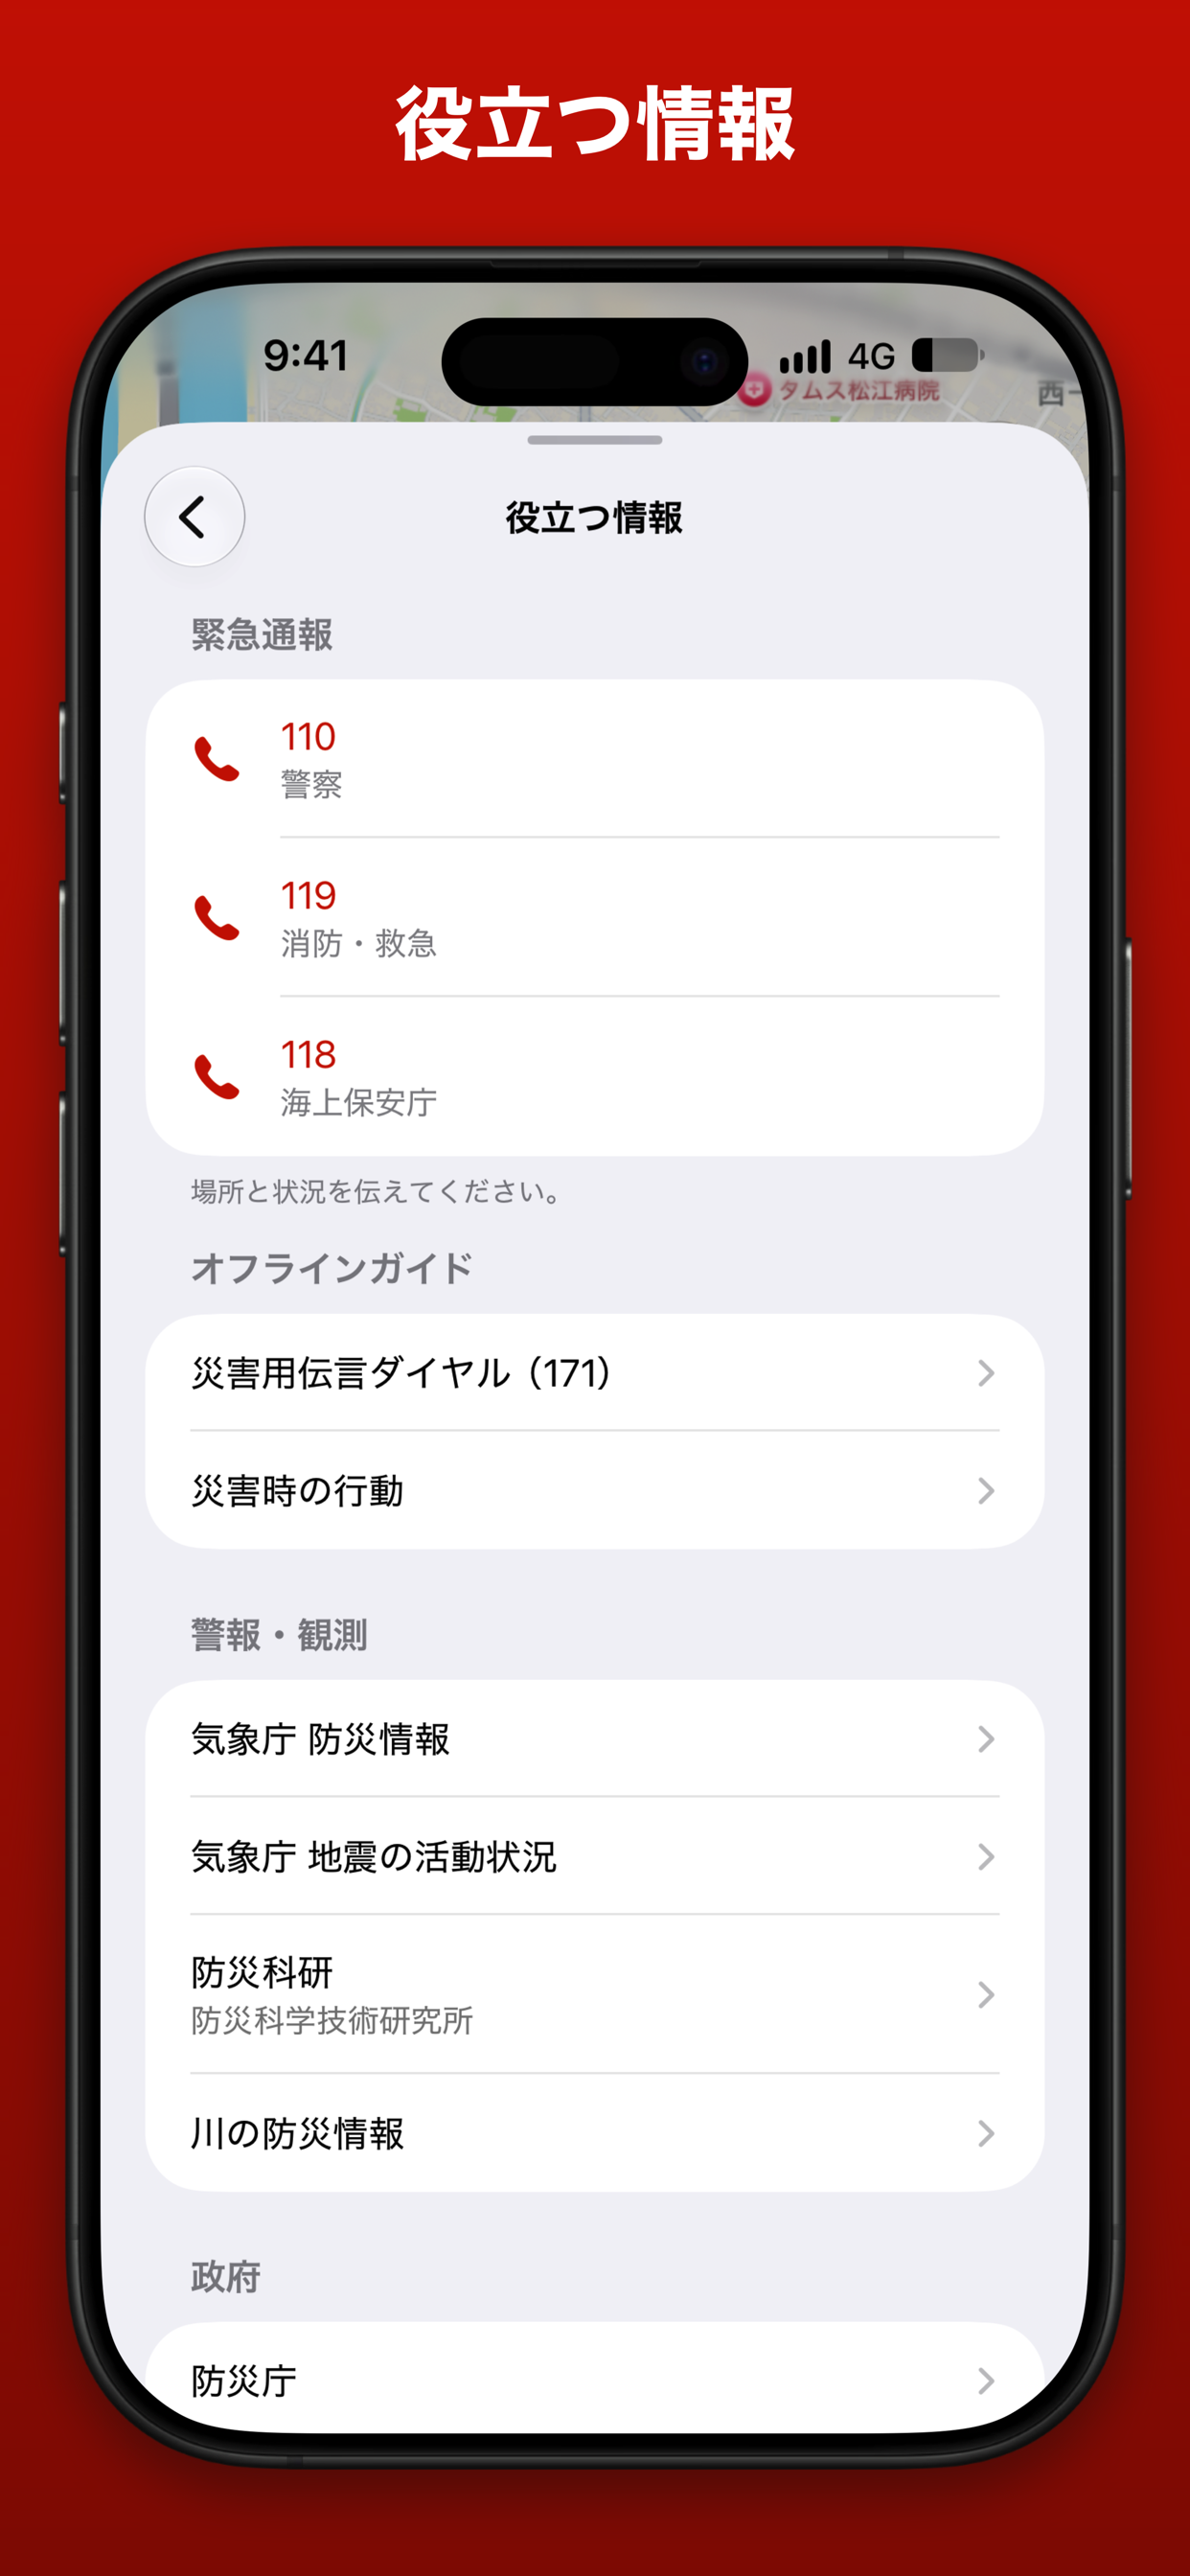 役立つ情報
9:41
4G
タムス松江病院
西
役立つ情報
緊急通報
110
警察
119
消防・救急
118
海上保安庁
場所と状況を伝えてください。
オフラインガイド
災害用伝言ダイヤル（171）
災害時の行動
警報・観測
気象庁 防災情報
気象庁 地震の活動状況
防災科研
防災科学技術研究所
川の防災情報
政府
防災庁